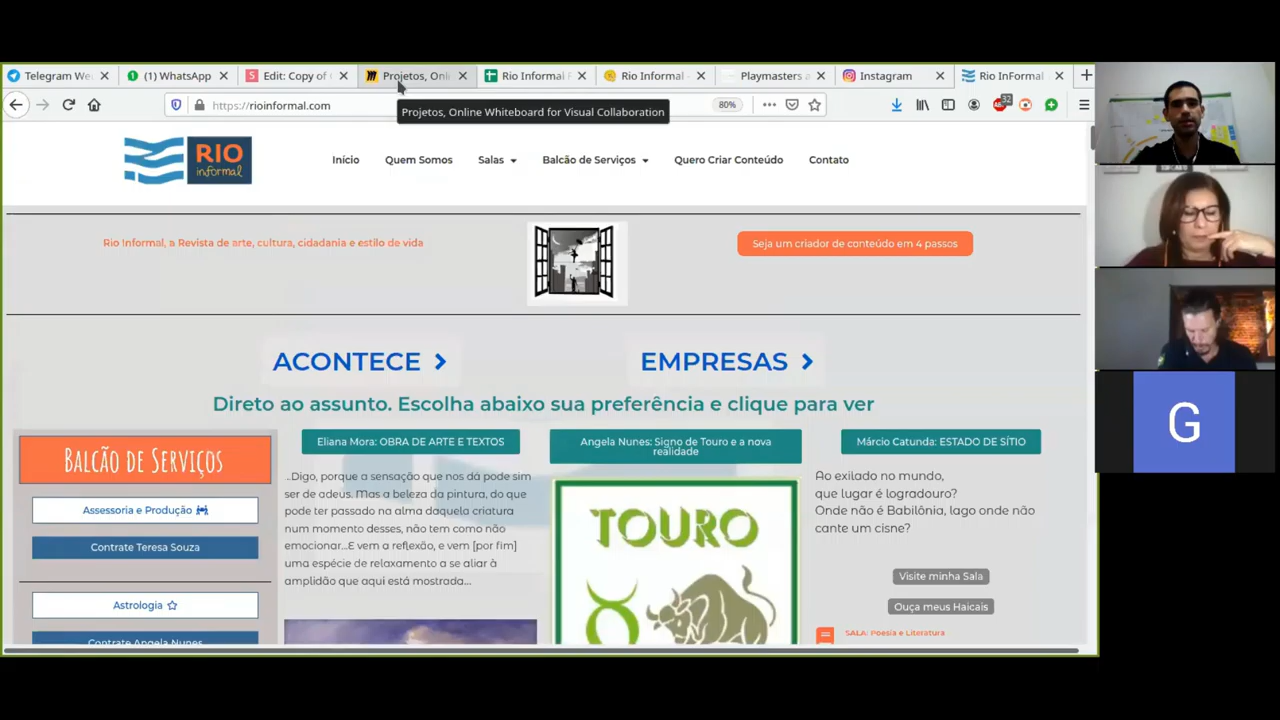 Telegram We
(1) WhatsApp
Edit: Copy of
Projetos, Onli
Rio Informal
Rio Informal -
Playmasters a
Instagram
Rio InFormal
https://rioinformal.com
80%
32
Projetos, Online Whiteboard for Visual Collaboration
RIO
informal
Início
Quem Somos
Salas
Balcão de Serviços
Quero Criar Conteúdo
Contato
Rio Informal, a Revista de arte, cultura, cidadania e estilo de vida
Seja um criador de conteúdo em 4 passos
ACONTECE
EMPRESAS
Direto ao assunto. Escolha abaixo sua preferência e clique para ver
BALCÃO DE SERVIÇOS
Assessoria e Produção
Contrate Teresa Souza
Astrologia
Contrate Angela Nunes
Eliana Mora: OBRA DE ARTE E TEXTOS
..Digo, porque a sensação que nos dá pode sim
ser de adeus. Mas a beleza da pintura, do que
pode ter passado na alma daquela criatura
num momento desses, não tem como não
emocionar...E vem a reflexão, e vem [por fim]
uma espécie de relaxamento a se aliar à
amplidão que aqui está mostrada...
Angela Nunes: Signo de Touro e a nova
realidade
TOURO
Márcio Catunda: ESTADO DE SÍTIO
Ao exilado no mundo,
que lugar é logradouro?
Onde não é Babilônia, lago onde não
cante um cisne?
Visite minha Sala
Ouça meus Haicais
SALA: Poesia e Literatura
G